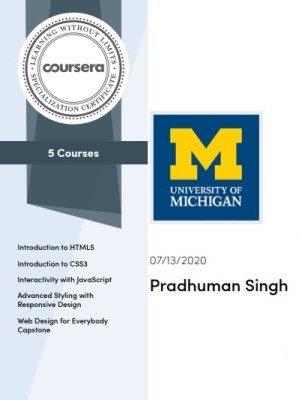 LEARNING WITHOUT LIMITS
coursera
SPECIALIZATION CERTIFICATE
5 Courses
Introduction to HTML5
Introduction to CSS3
Interactivity with JavaScript
Advanced Styling with
Responsive Design
Web Design for Everybody
Capstone
M
UNIVERSITY OF
MICHIGAN
07/13/2020
Pradhuman Singh